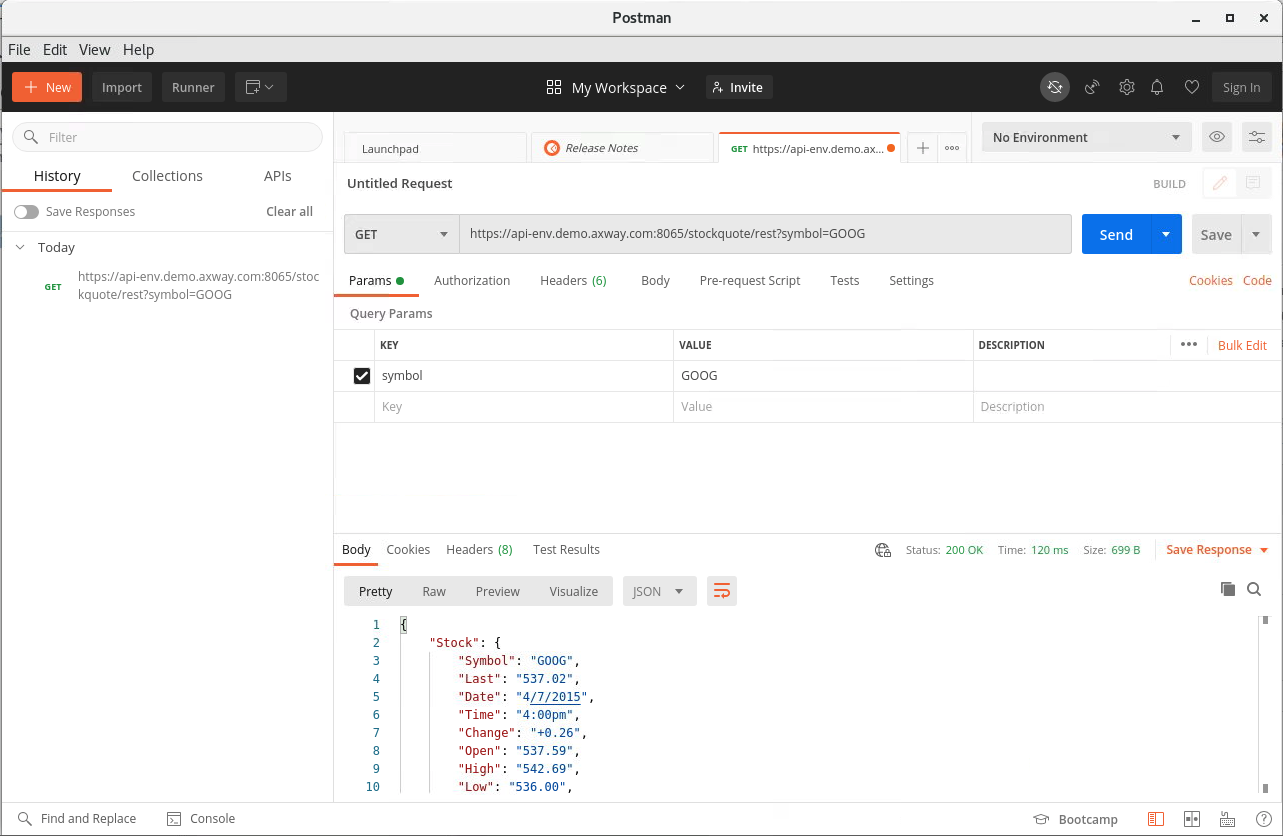 Postman
File Edit View Help
New Import Runner My Workspace Invite Sign In
Filter
Launchpad Release Notes GET https://api-env.demo.ax... No Environment
History Collections APIs
Untitled Request BUILD
Save Responses Clear all
GET https://api-env.demo.axway.com:8065/stockquote/rest?symbol=GOOG Send Save
Today
GET https://api-env.demo.axway.com:8065/stoc
kquote/rest?symbol=GOOG
Params Authorization Headers (6) Body Pre-request Script Tests Settings Cookies Code
Query Params
KEY VALUE DESCRIPTION ••• Bulk Edit
symbol GOOG
Key Value Description
Body Cookies Headers (8) Test Results Status: 200 OK Time: 120 ms Size: 699 B Save Response
Pretty Raw Preview Visualize JSON
1 {
2 "Stock": {
3 "Symbol": "GOOG",
4 "Last": "537.02",
5 "Date": "4/7/2015",
6 "Time": "4:00pm",
7 "Change": "+0.26",
8 "Open": "537.59",
9 "High": "542.69",
10 "Low": "536.00",
Find and Replace Console Bootcamp